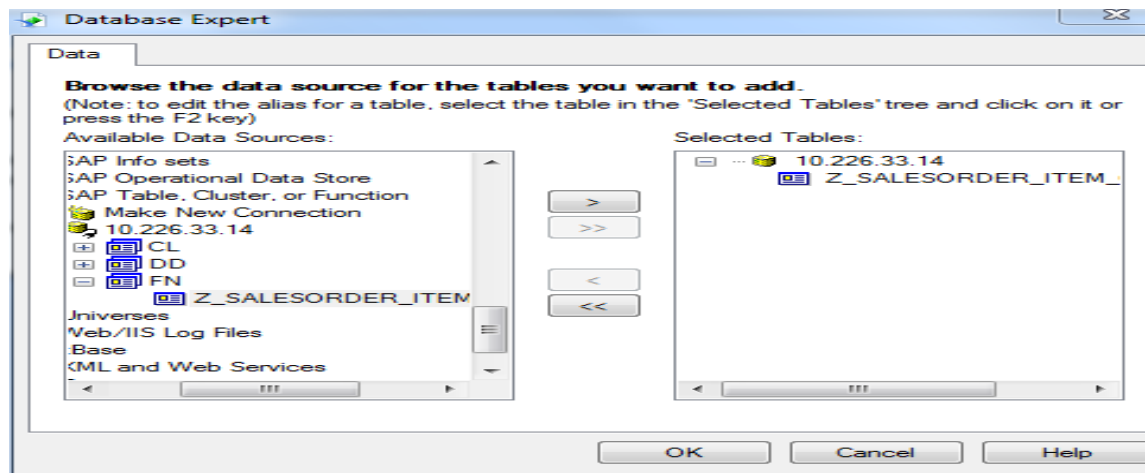 Database Expert
Data
Browse the data source for the tables you want to add.
(Note: to edit the alias for a table, select the table in the 'Selected Tables' tree and click on it or
press the F2 key)
Available Data Sources:
SAP Info sets
SAP Operational Data Store
SAP Table, Cluster, or Function
Make New Connection
10.226.33.14
CL
DD
FN
Z_SALESORDER_ITEM
Universes
Web/IIS Log Files
xBase
XML and Web Services
>
>>
<
<<
Selected Tables:
10.226.33.14
Z_SALESORDER_ITEM_
OK
Cancel
Help